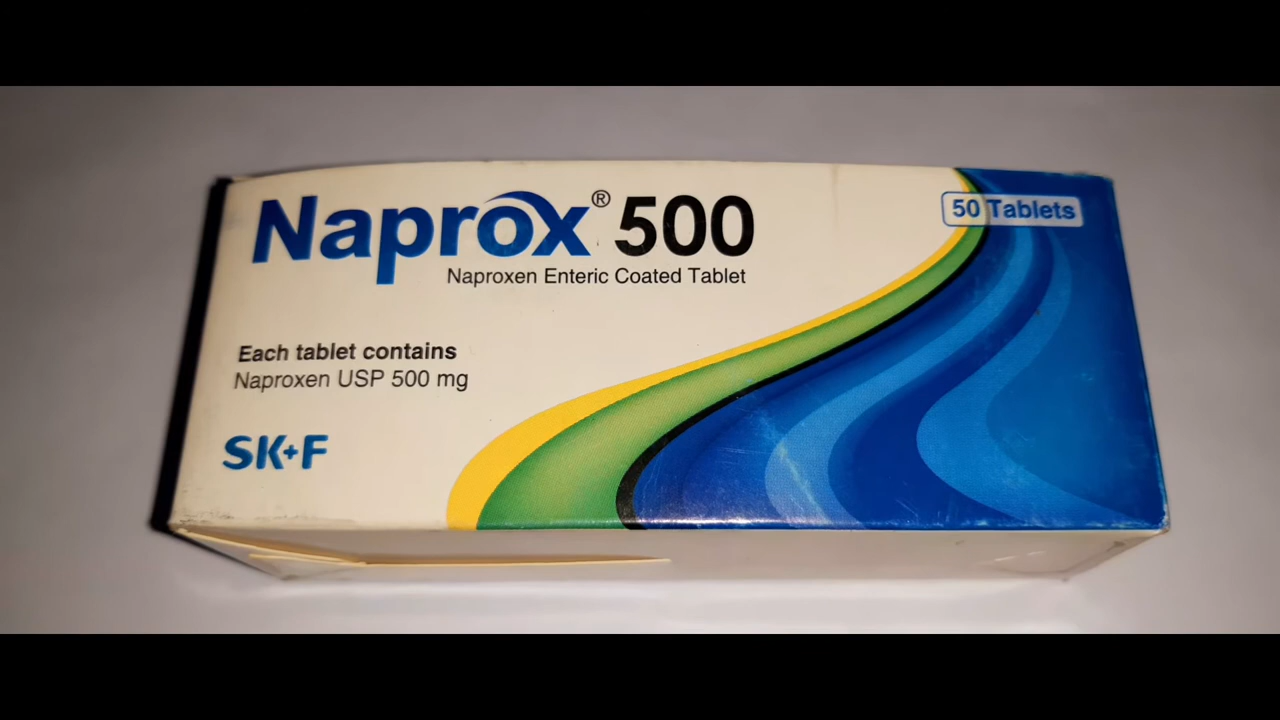 Naprox® 500
Naproxen Enteric Coated Tablet
50 Tablets
Each tablet contains
Naproxen USP 500 mg
SK+F